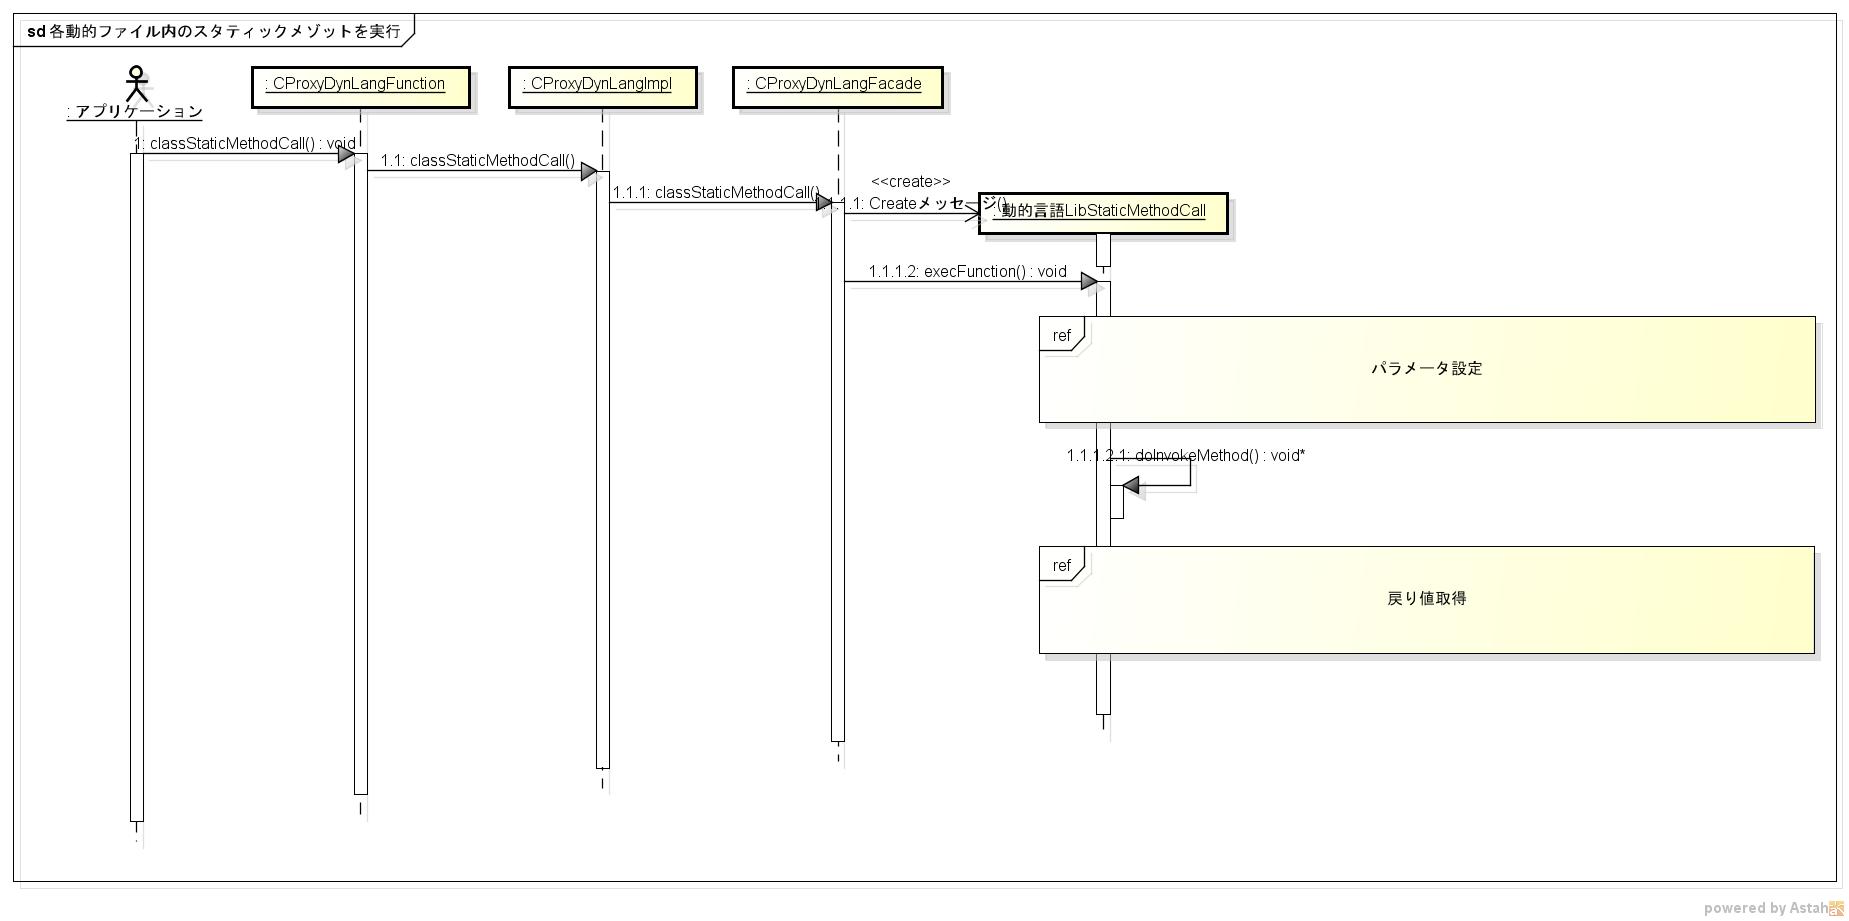 sd 各動的ファイル内のスタティックメゾットを実行
: アプリケーション
: CProxyDynLangFunction
: CProxyDynLangImpl
: CProxyDynLangFacade
1: classStaticMethodCall() : void
1.1: classStaticMethodCall()
1.1.1: classStaticMethodCall()
<<create>>
1.1.1.1: Createメッセージ()
: 動的言語LibStaticMethodCall
1.1.1.2: execFunction() : void
ref
パラメータ設定
1.1.1.2.1: doInvokeMethod() : void*
ref
戻り値取得
powered by Astah